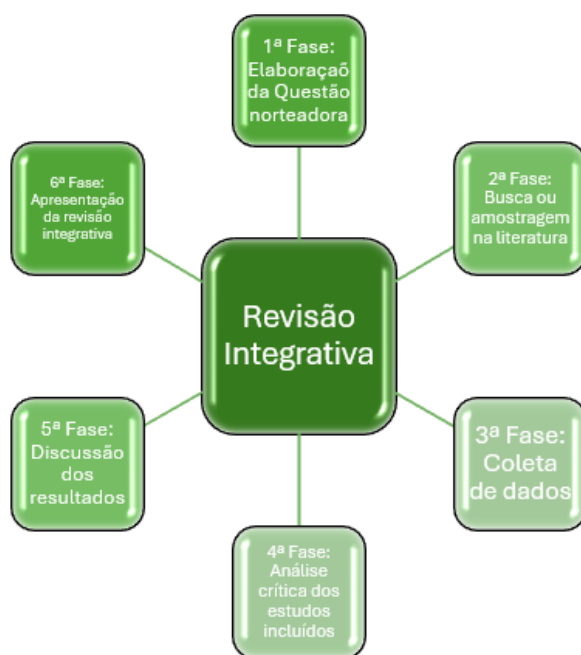 1ª Fase:
Elaboraçaõ
da Questão
norteadora
2ª Fase:
Busca ou
amostragem
na literatura
3ª Fase:
Coleta
de dados
4ª Fase:
Análise
crítica dos
estudos
incluídos
5ª Fase:
Discussão
dos
resultados
6ª Fase:
Apresentação
da revisão
integrativa
Revisão
Integrativa